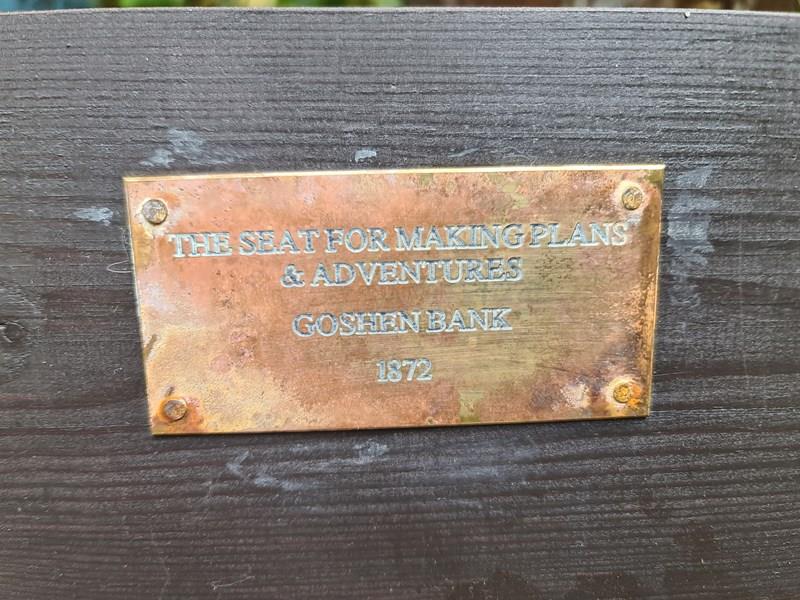 THE SEAT FOR MAKING PLANS
& ADVENTURES
GOSHEN BANK
1872